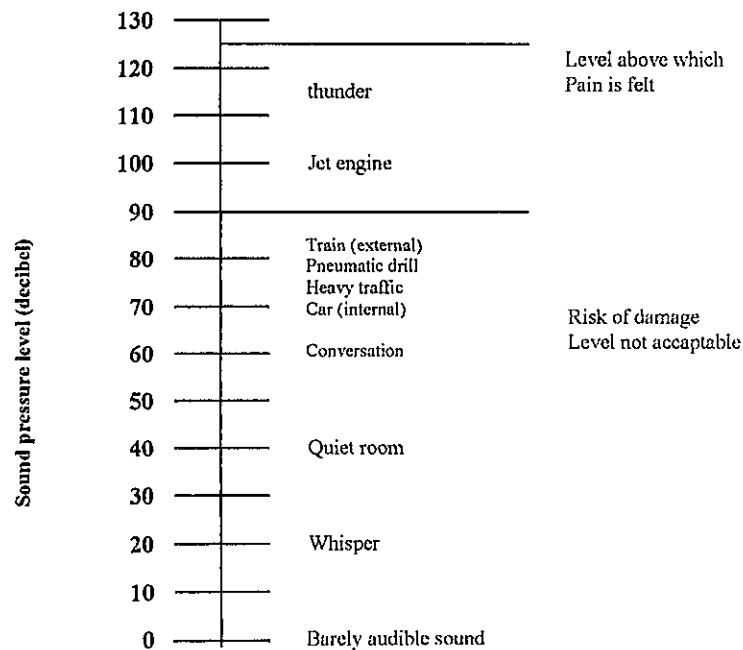 130
Level above which
120
Pain is felt
thunder
110
100
Jet engine
90
Train (external)
80
Pneumatic drill
Heavy traffic
70
Car (internal)
Risk of damage
Level not accaptable
60
Conversation
50
40
Quiet room
30
20
Whisper
10
0
Barely audible sound
Sound pressure level (decibel)